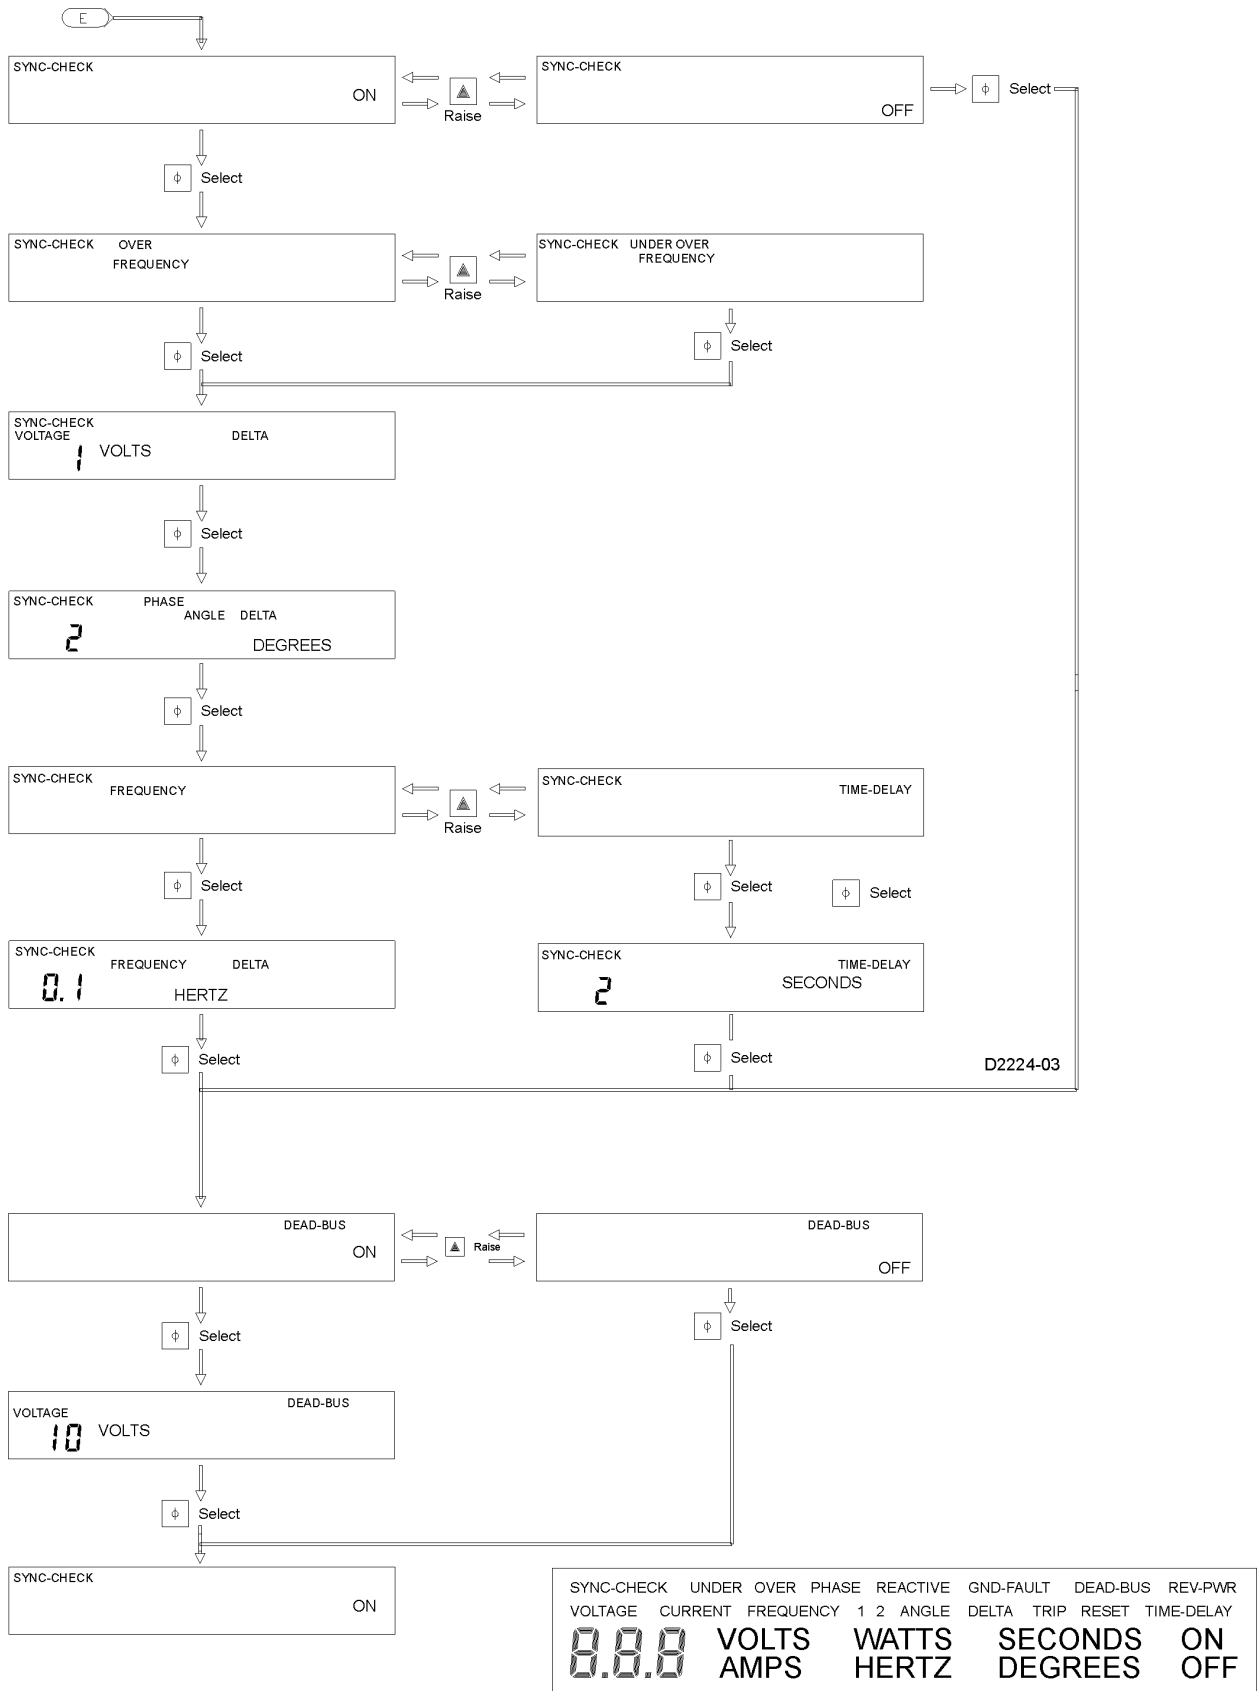 E
SYNC-CHECK
ON
Raise
SYNC-CHECK
OFF
Select
Select
SYNC-CHECK OVER
FREQUENCY
Raise
SYNC-CHECK UNDER OVER
FREQUENCY
Select
Select
SYNC-CHECK
VOLTAGE DELTA
1 VOLTS
Select
SYNC-CHECK PHASE
ANGLE DELTA
2 DEGREES
Select
SYNC-CHECK
FREQUENCY
Raise
SYNC-CHECK
TIME-DELAY
Select
Select
Select
SYNC-CHECK
FREQUENCY DELTA
0.1 HERTZ
SYNC-CHECK
TIME-DELAY
2 SECONDS
Select
Select
D2224-03
DEAD-BUS
ON
Raise
DEAD-BUS
OFF
Select
Select
DEAD-BUS
VOLTAGE
10 VOLTS
Select
SYNC-CHECK
ON
SYNC-CHECK UNDER OVER PHASE REACTIVE GND-FAULT DEAD-BUS REV-PWR
VOLTAGE CURRENT FREQUENCY 1 2 ANGLE DELTA TRIP RESET TIME-DELAY
8.8.8 VOLTS WATTS SECONDS ON
AMPS HERTZ DEGREES OFF